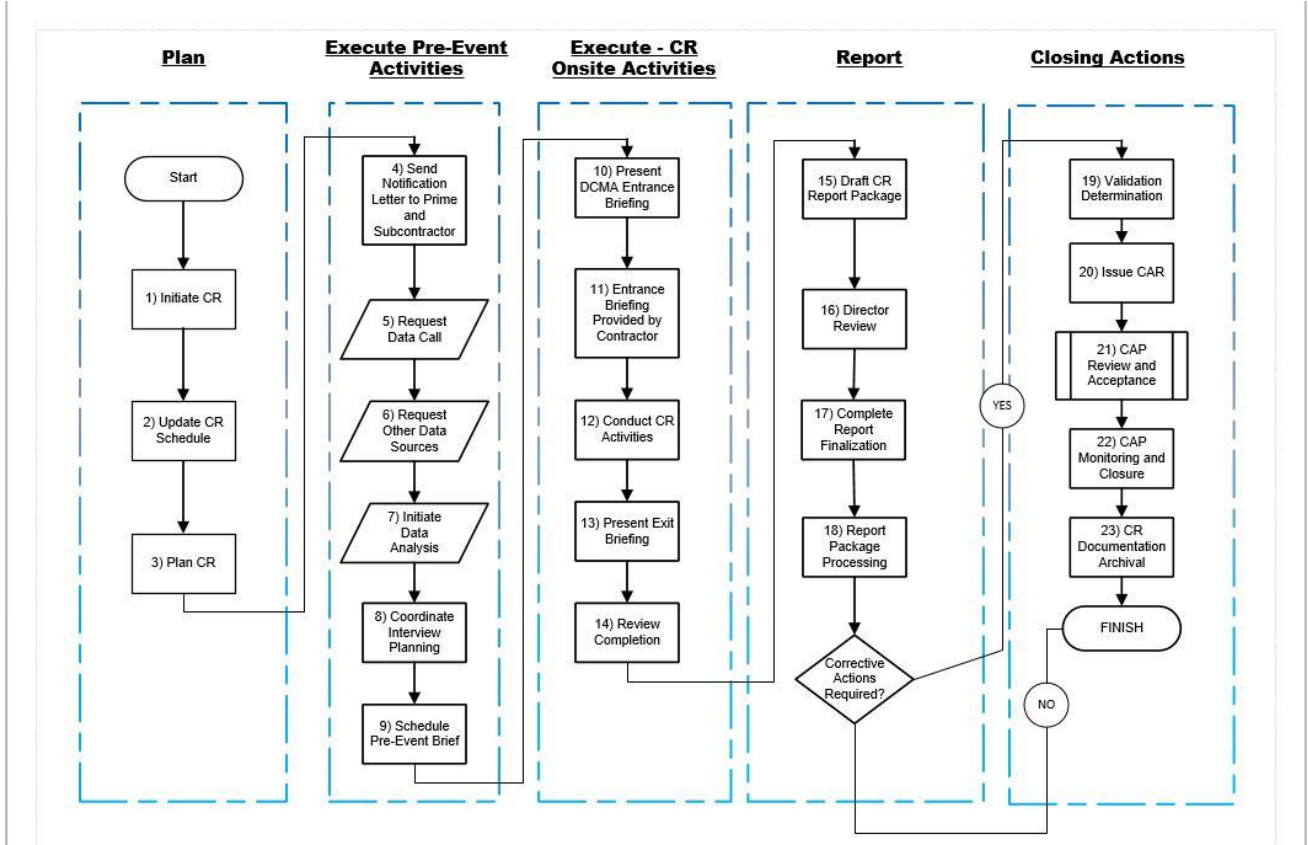 Plan
Execute Pre-Event
Activities
Execute - CR
Onsite Activities
Report
Closing Actions
Start
1) Initiate CR
2) Update CR
Schedule
3) Plan CR
4) Send
Notification
Letter to Prime
and
Subcontractor
5) Request
Data Call
6) Request
Other Data
Sources
7) Initiate
Data
Analysis
8) Coordinate
Interview
Planning
9) Schedule
Pre-Event Brief
10) Present
DCMA Entrance
Briefing
11) Entrance
Briefing
Provided by
Contractor
12) Conduct CR
Activities
13) Present Exit
Briefing
14) Review
Completion
15) Draft CR
Report Package
16) Director
Review
17) Complete
Report
Finalization
18) Report
Package
Processing
Corrective
Actions
Required?
YES
NO
19) Validation
Determination
20) Issue CAR
21) CAP
Review and
Acceptance
22) CAP
Monitoring and
Closure
23) CR
Documentation
Archival
FINISH